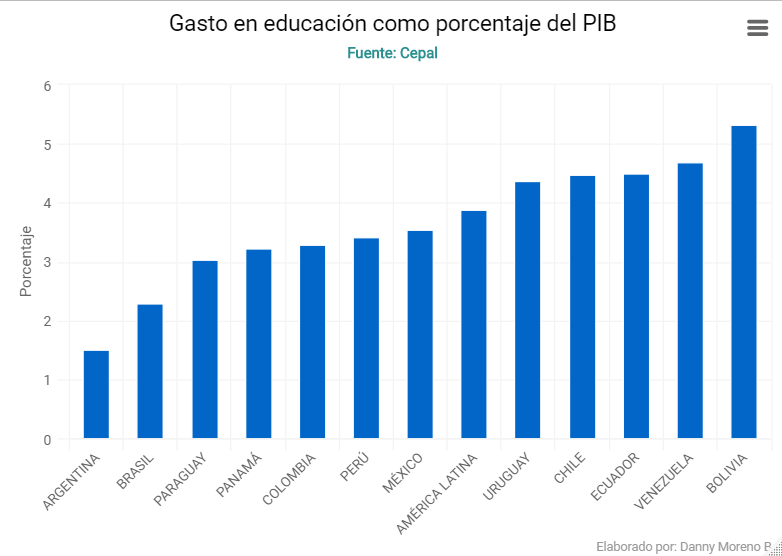 Gasto en educación como porcentaje del PIB
Fuente: Cepal
6
5
4
3
2
1
0
Porcentaje
ARGENTINA
BRASIL
PARAGUAY
PANAMÁ
COLOMBIA
PERÚ
MÉXICO
AMÉRICA LATINA
URUGUAY
CHILE
ECUADOR
VENEZUELA
BOLIVIA
Elaborado por: Danny Moreno P.